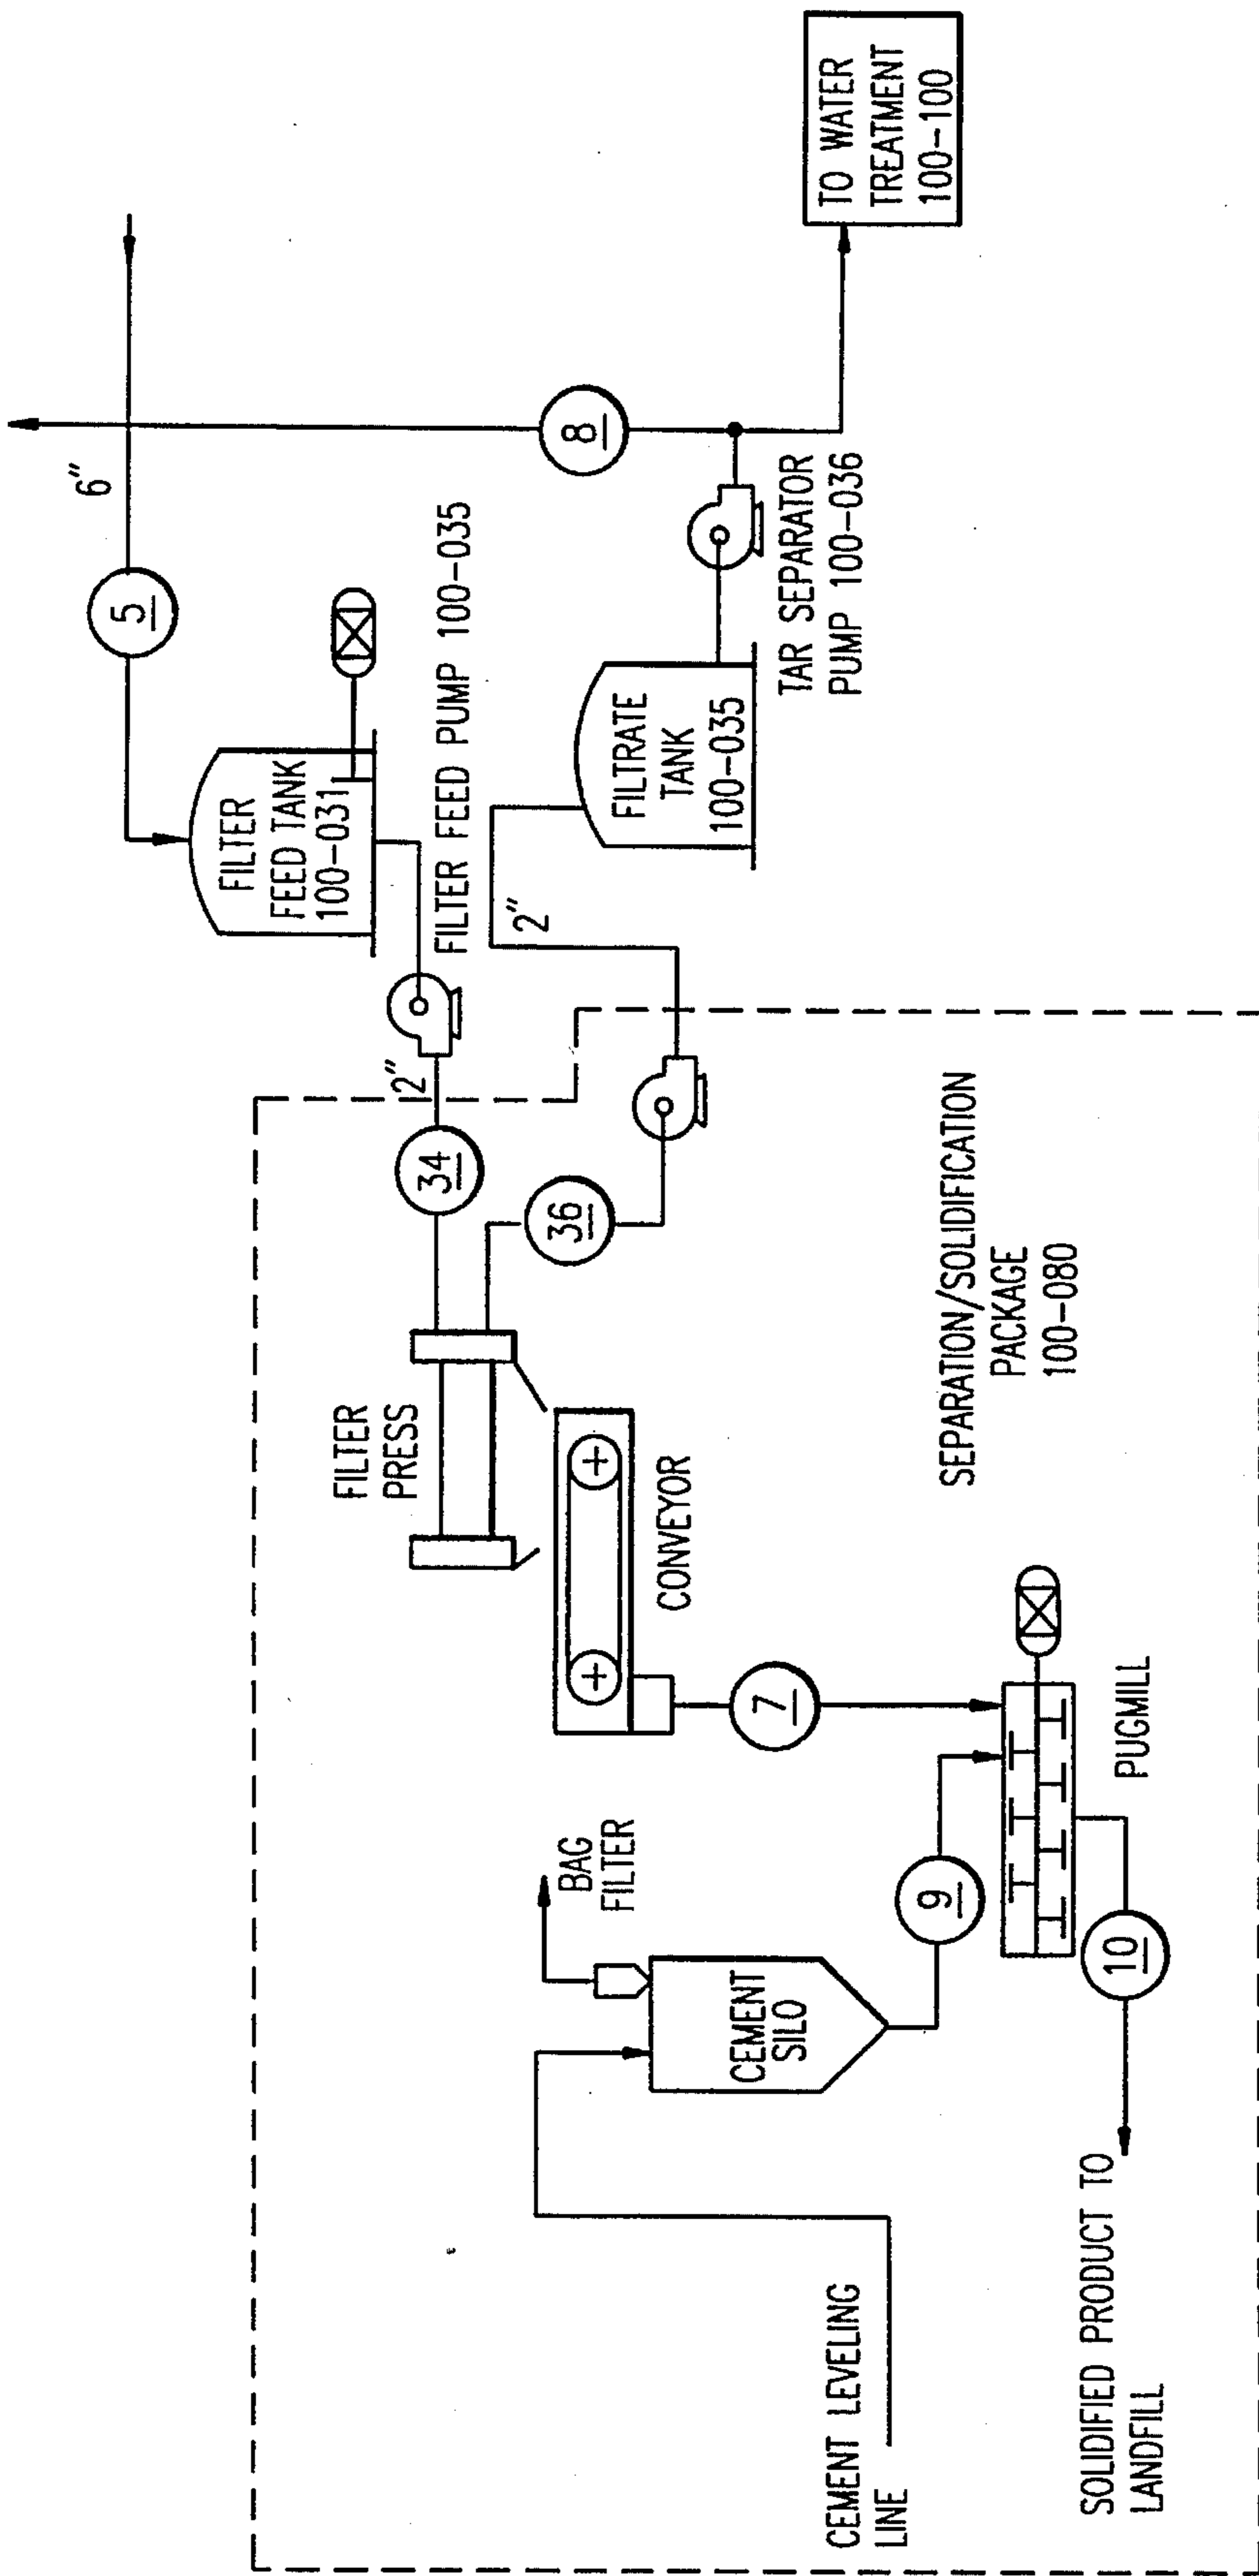 6"
5
FILTER
FEED TANK
100-031
FILTER FEED PUMP 100-035
2"
34
FILTER
PRESS
36
2"
FILTRATE
TANK
100-035
TAR SEPARATOR
PUMP 100-036
8
TO WATER
TREATMENT
100-100
CONVEYOR
7
BAG
FILTER
CEMENT
SILO
9
PUGMILL
10
CEMENT LEVELING
LINE
SOLIDIFIED PRODUCT TO
LANDFILL
SEPARATION/SOLIDIFICATION
PACKAGE
100-080